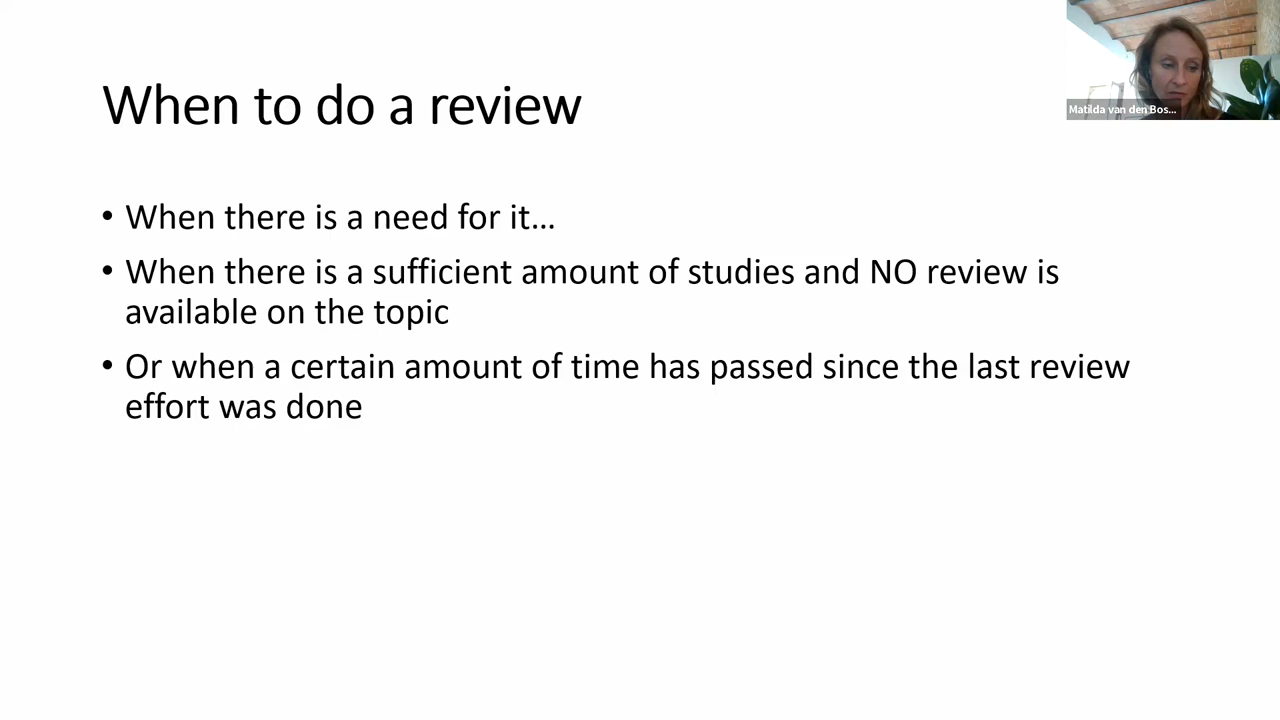 When to do a review
Matilda van den Bos...
• When there is a need for it...
• When there is a sufficient amount of studies and NO review is
available on the topic
• Or when a certain amount of time has passed since the last review
effort was done